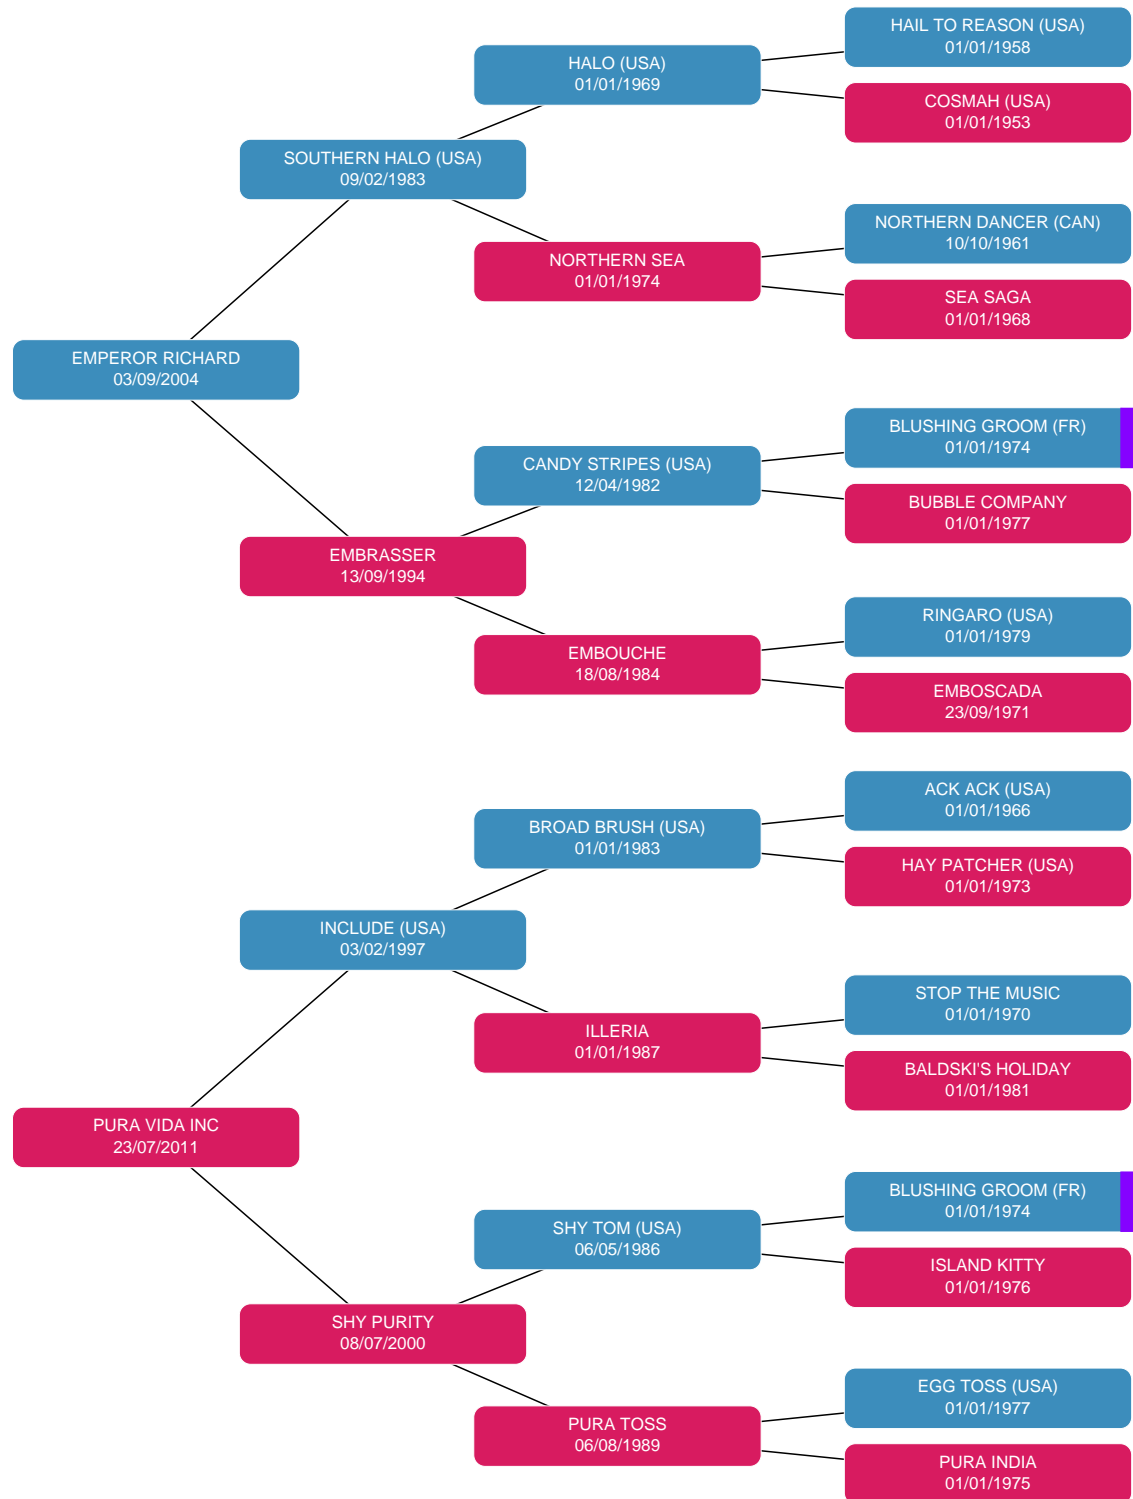 HAIL TO REASON (USA)
01/01/1958
HALO (USA)
01/01/1969
COSMAH (USA)
01/01/1953
SOUTHERN HALO (USA)
09/02/1983
NORTHERN DANCER (CAN)
10/10/1961
NORTHERN SEA
01/01/1974
SEA SAGA
01/01/1968
EMPEROR RICHARD
03/09/2004
BLUSHING GROOM (FR)
01/01/1974
CANDY STRIPES (USA)
12/04/1982
BUBBLE COMPANY
01/01/1977
EMBRASSER
13/09/1994
RINGARO (USA)
01/01/1979
EMBOUCHE
18/08/1984
EMBOSCADA
23/09/1971
ACK ACK (USA)
01/01/1966
BROAD BRUSH (USA)
01/01/1983
HAY PATCHER (USA)
01/01/1973
INCLUDE (USA)
03/02/1997
STOP THE MUSIC
01/01/1970
ILLERIA
01/01/1987
BALDSKI'S HOLIDAY
01/01/1981
PURA VIDA INC
23/07/2011
BLUSHING GROOM (FR)
01/01/1974
SHY TOM (USA)
06/05/1986
ISLAND KITTY
01/01/1976
SHY PURITY
08/07/2000
EGG TOSS (USA)
01/01/1977
PURA TOSS
06/08/1989
PURA INDIA
01/01/1975